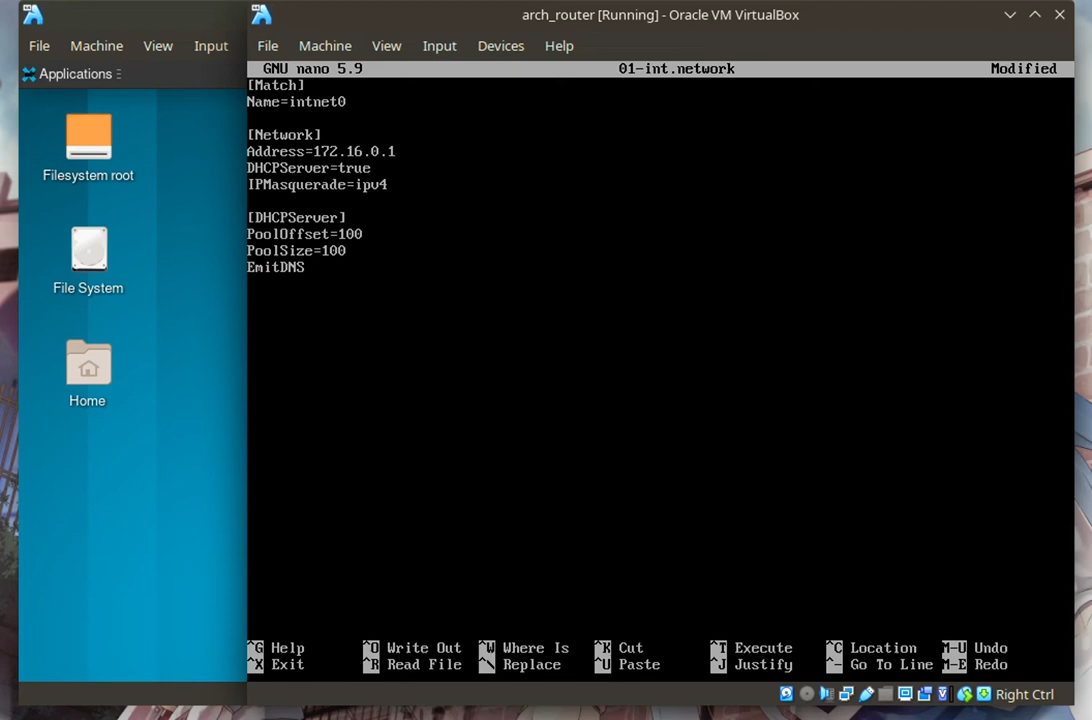 arch_router [Running] - Oracle VM VirtualBox
File Machine View Input
File Machine View Input Devices Help
Applications
GNU nano 5.9 01-int.network Modified
[Match]
Name=intnet0
[Network]
Address=172.16.0.1
DHCPServer=true
IPMasquerade=ipv4
[DHCPServer]
PoolOffset=100
PoolSize=100
EmitDNS
Filesystem root
File System
Home
^G Help ^O Write Out ^W Where Is ^K Cut ^T Execute ^C Location M-U Undo
^X Exit ^R Read File ^\ Replace ^U Paste ^J Justify ^- Go To Line M-E Redo
Right Ctrl